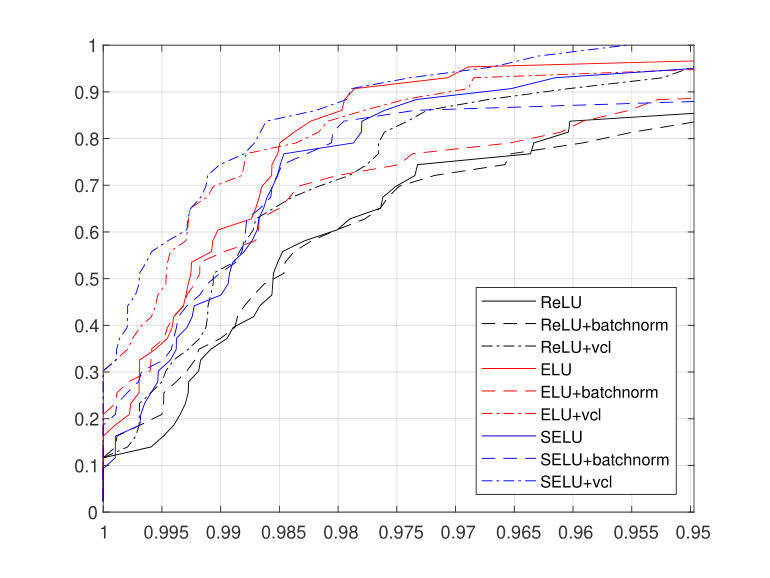 1
0.9
0.8
0.7
0.6
0.5
0.4
0.3
0.2
0.1
0
1 0.995 0.99 0.985 0.98 0.975 0.97 0.965 0.96 0.955 0.95
ReLU
ReLU+batchnorm
ReLU+vcl
ELU
ELU+batchnorm
ELU+vcl
SELU
SELU+batchnorm
SELU+vcl